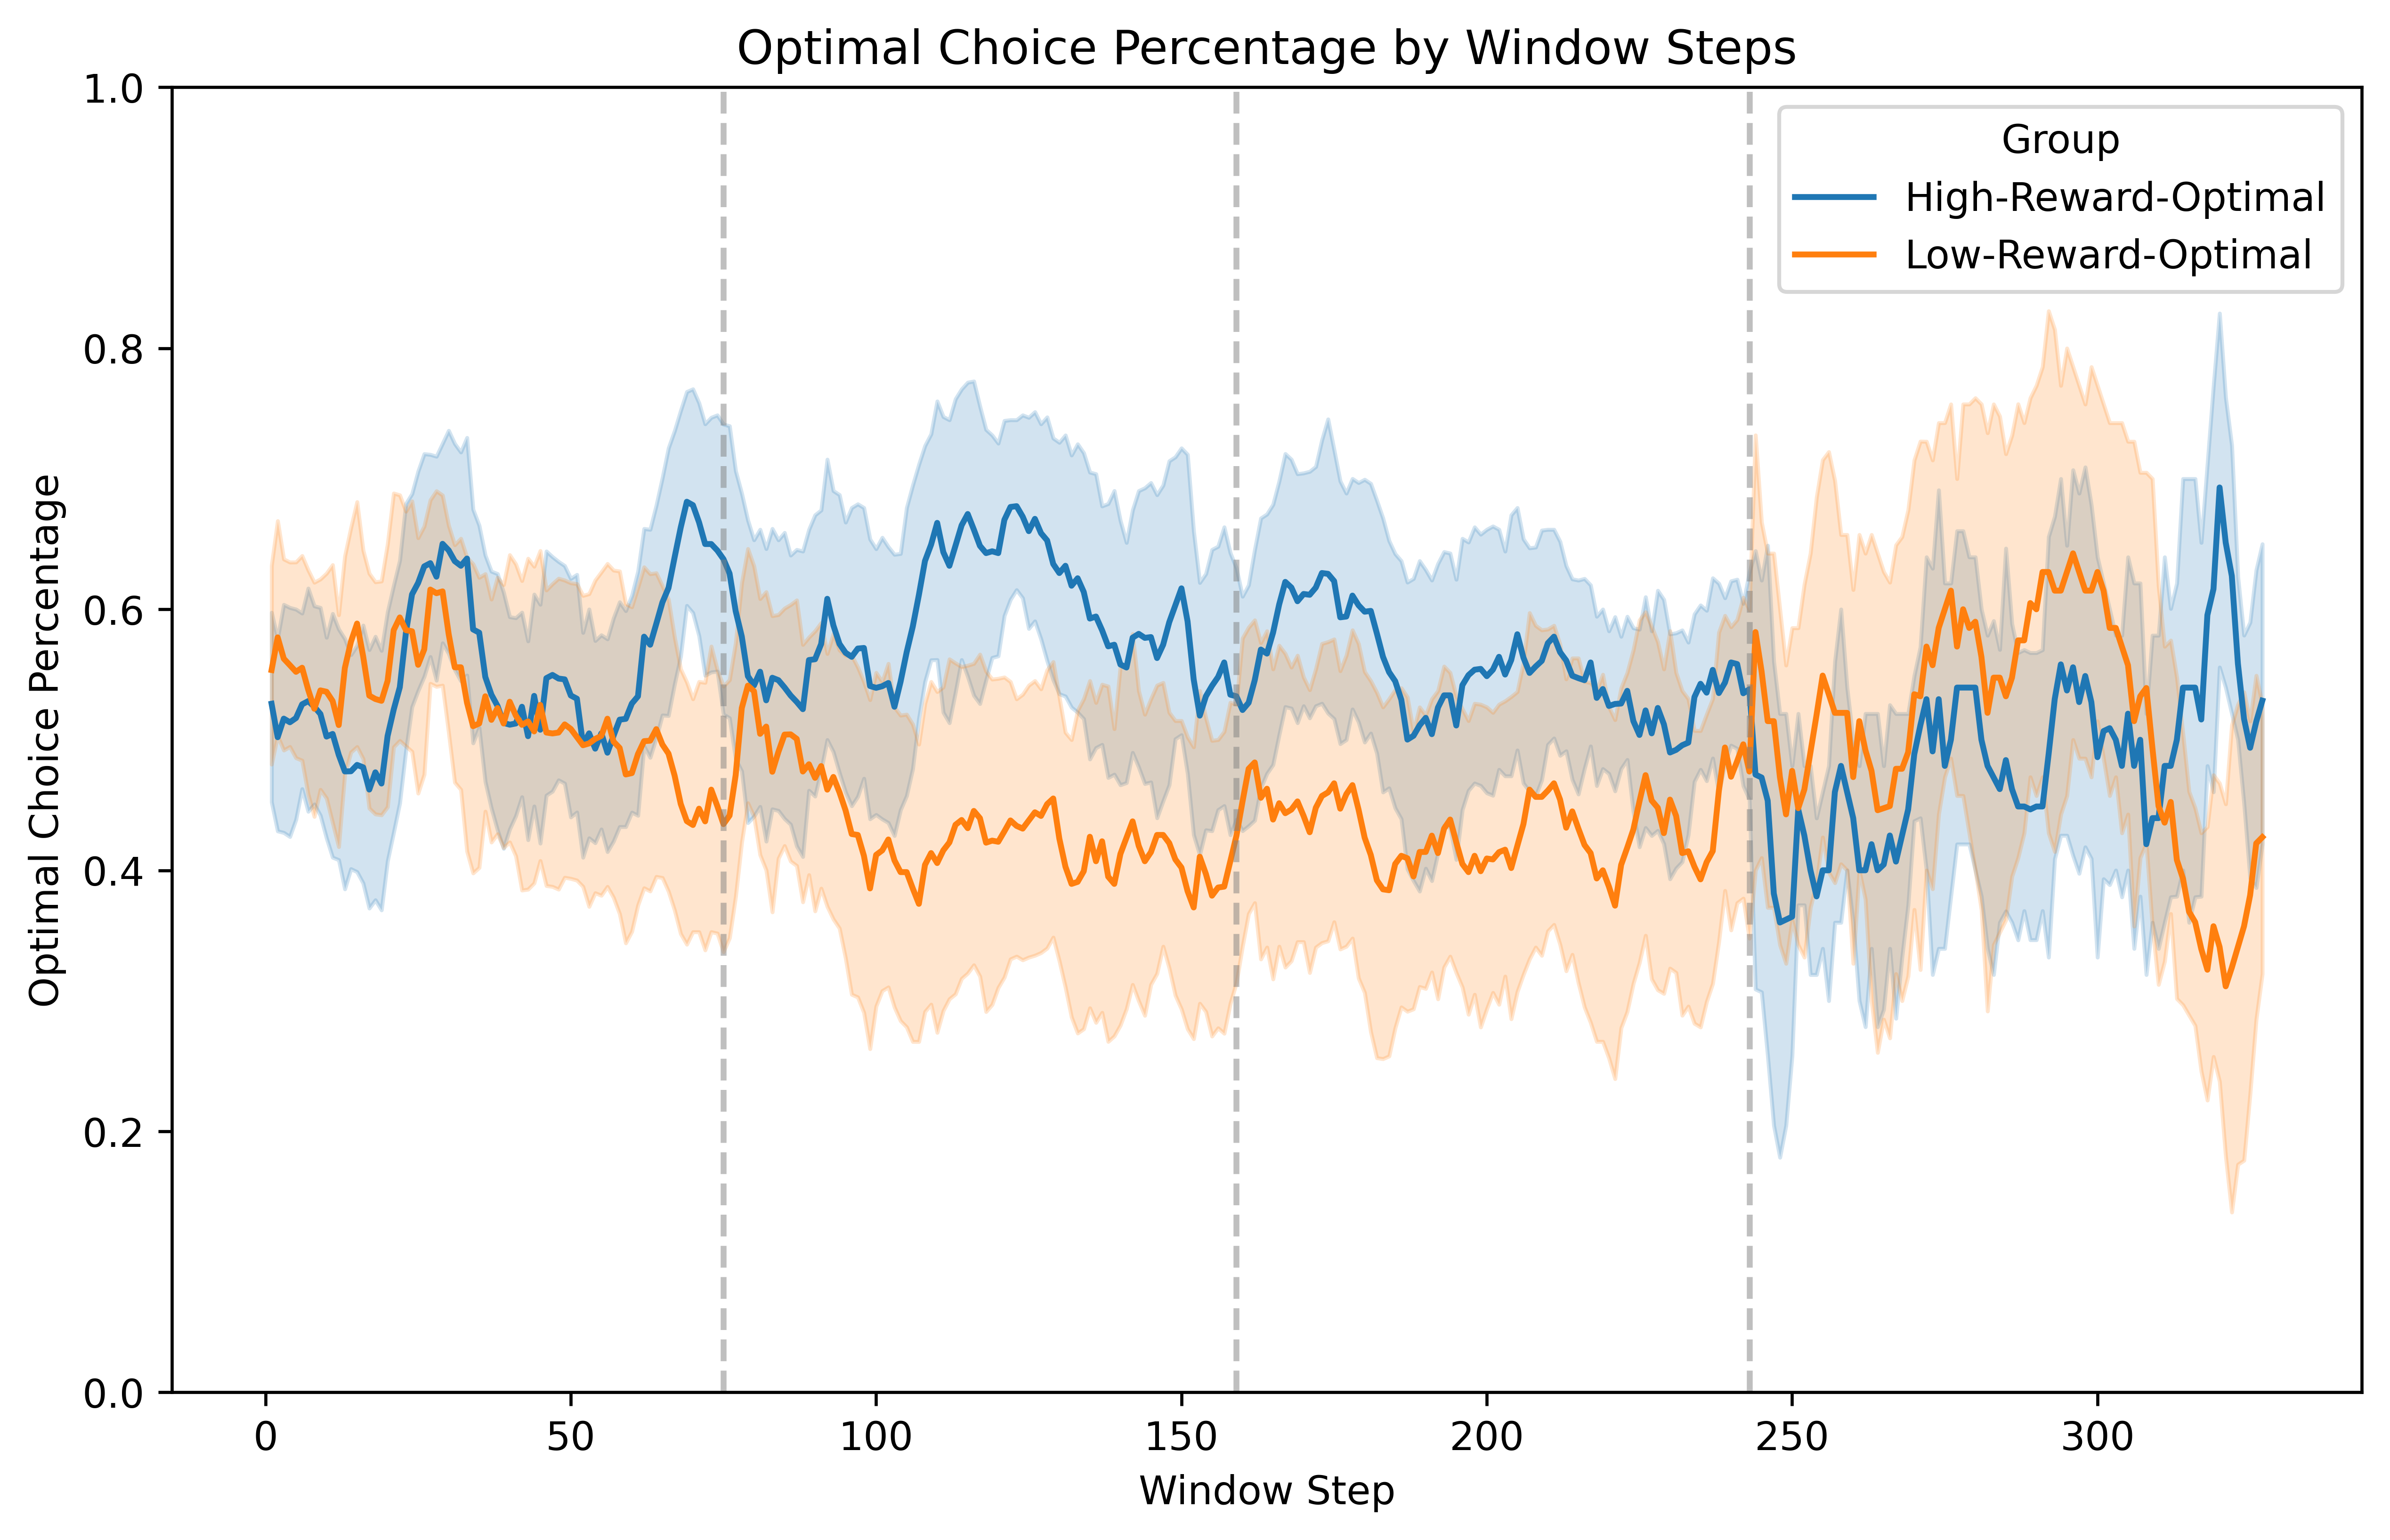 Optimal Choice Percentage by Window Steps
1.0
0.8
0.6
0.4
0.2
0.0
Optimal Choice Percentage
Group
High-Reward-Optimal
Low-Reward-Optimal
0 50 100 150 200 250 300
Window Step